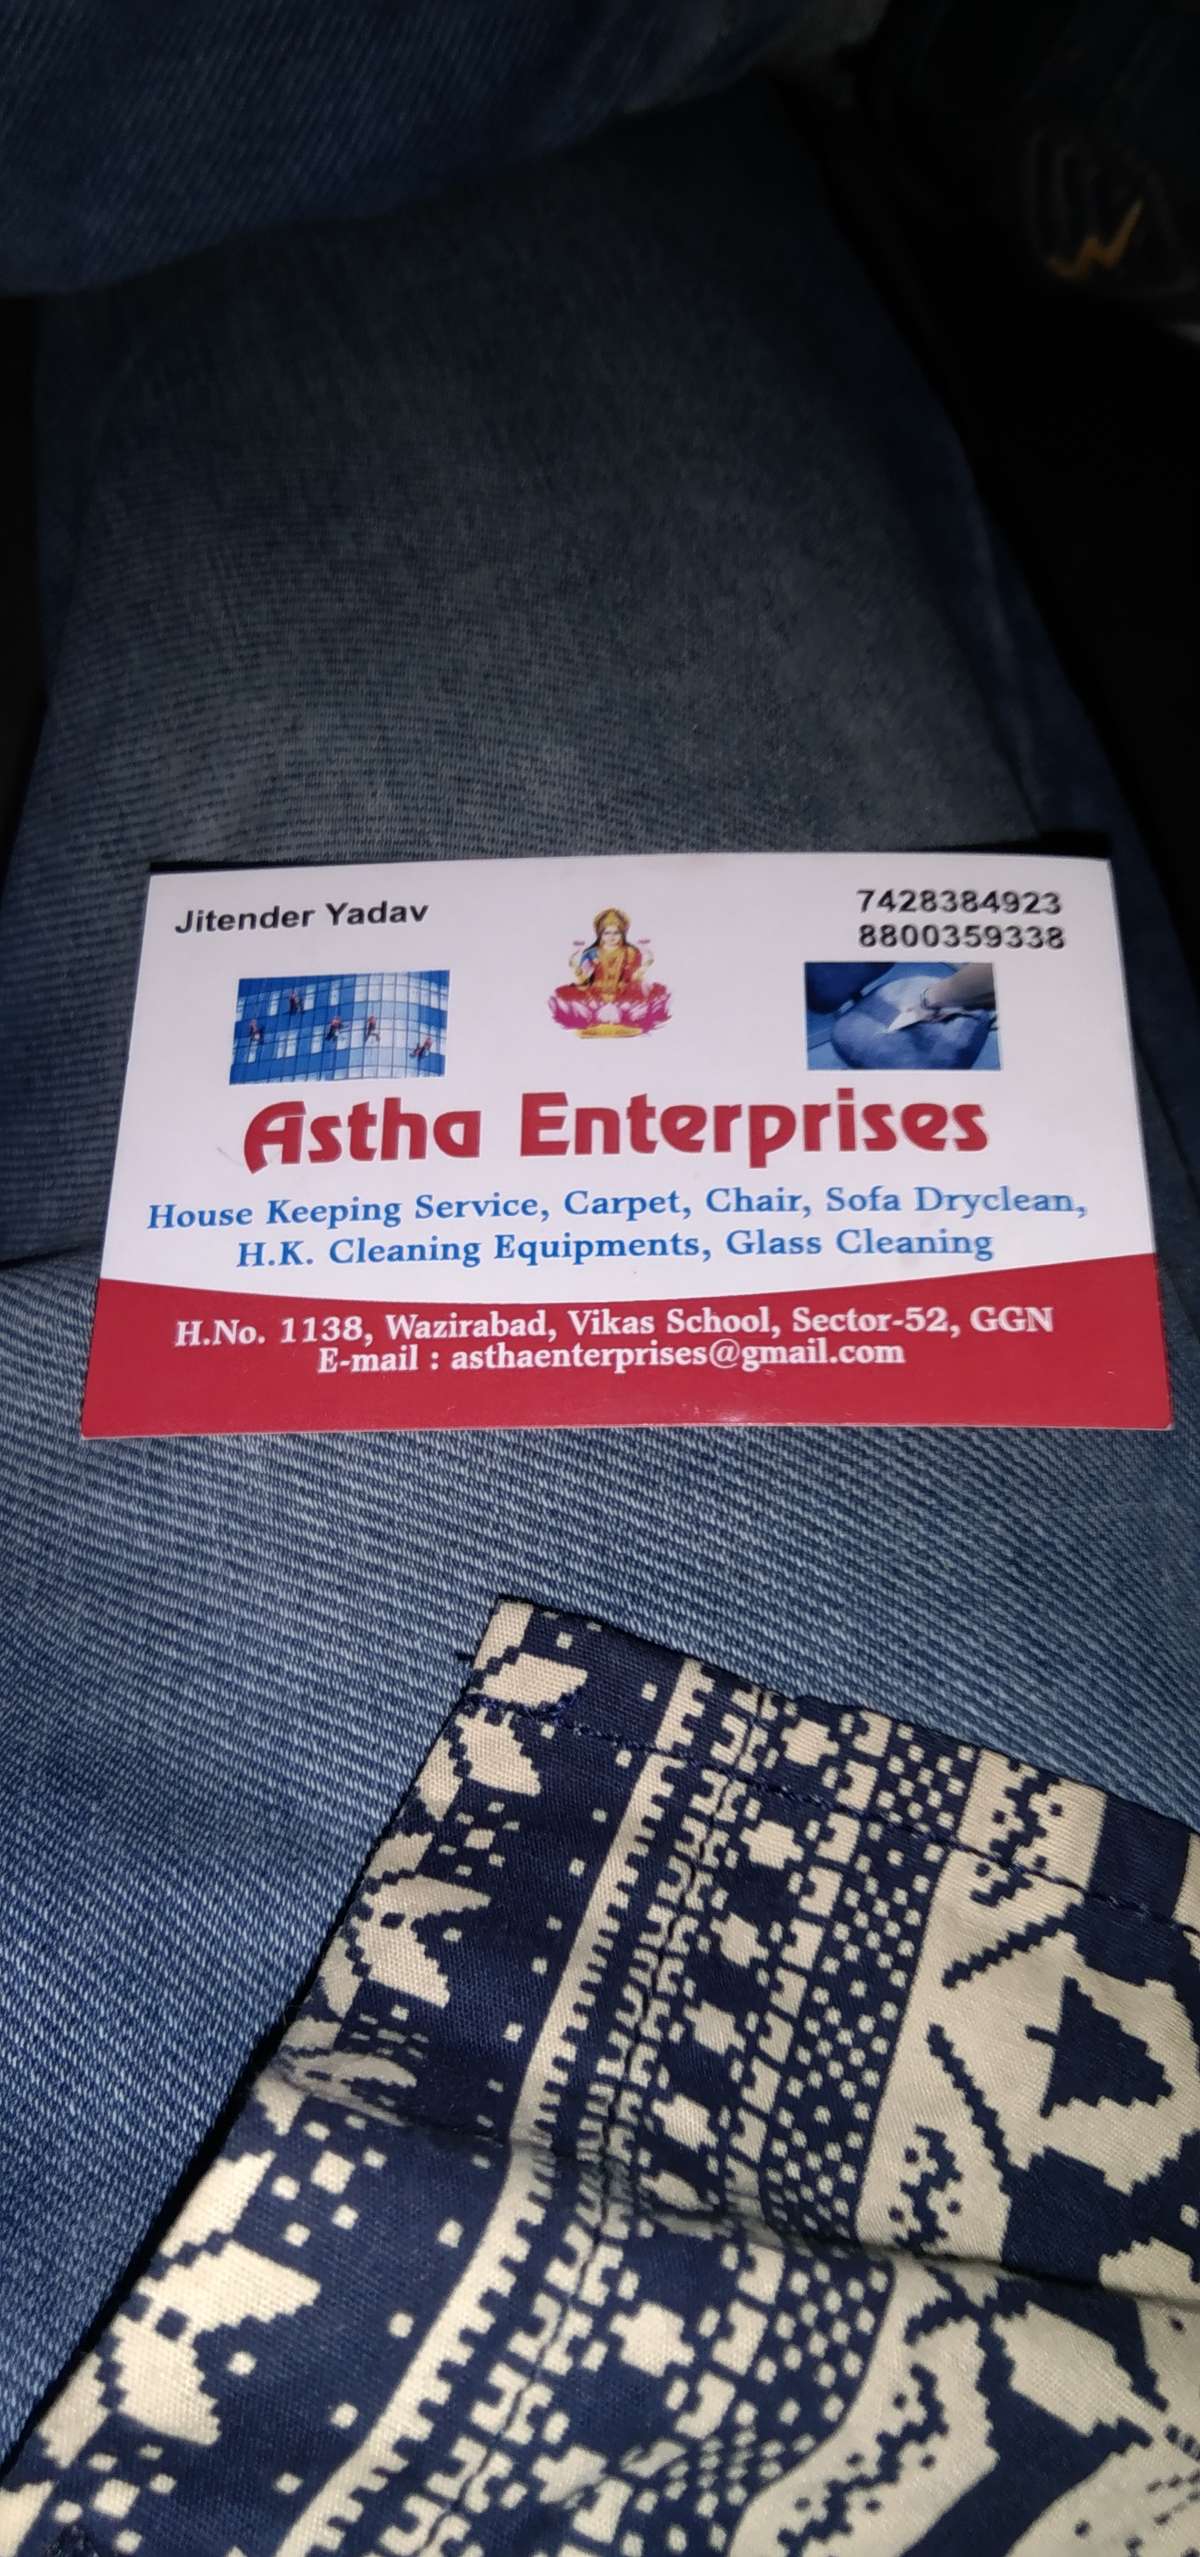 Jitender Yadav
7428384923
8800359338
Astha Enterprises
House Keeping Service, Carpet, Chair, Sofa Dryclean,
H.K. Cleaning Equipments, Glass Cleaning
H.No. 1138, Wazirabad, Vikas School, Sector-52, GGN
E-mail : asthaenterprises@gmail.com